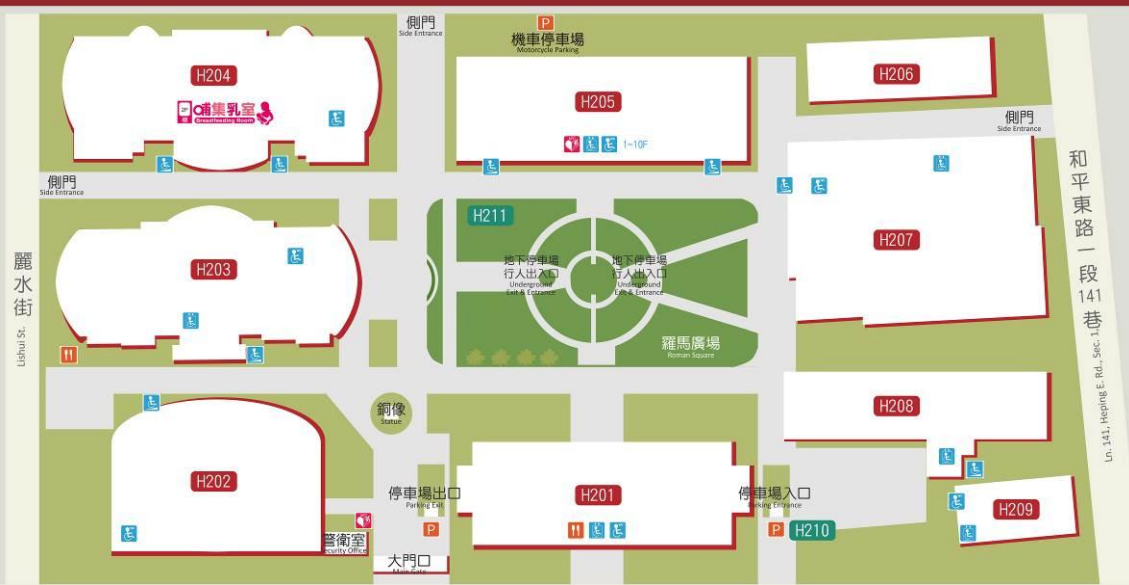 側門
Side Entrance
P
機車停車場
Motorcycle Parking
H204
2F
哺集乳室
Breastfeeding Room
H205
1~10F
H206
側門
Side Entrance
側門
Side Entrance
H211
H203
H207
地下停車場
行人出入口
Underground
Exit & Entrance
地下停車場
行人出入口
Underground
Exit & Entrance
羅馬廣場
Roman Square
麗水街
Lishui St.
和平東路一段141巷
Ln. 141, Heping E. Rd., Sec. 1,
銅像
Statue
H208
H202
H201
H209
停車場出口
Parking Exit
P
停車場入口
Parking Entrance
P
H210
警衛室
Security Office
大門口
Main Gate